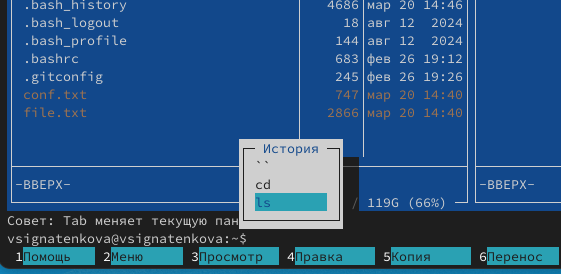 .bash_history 4686 мар 20 14:46
.bash_logout 18 авг 12 2024
.bash_profile 144 авг 12 2024
.bashrc 683 фев 26 19:12
.gitconfig 245 фев 26 19:26
conf.txt 747 мар 20 14:40
file.txt 2866 мар 20 14:40
История
``
cd
ls
-ВВЕРХ- -ВВЕРХ-
/ 119G (66%)
Совет: Tab меняет текущую пан
vsignatenkova@vsignatenkova:~$
1Помощь 2Меню 3Просмотр 4Правка 5Копия 6Перенос